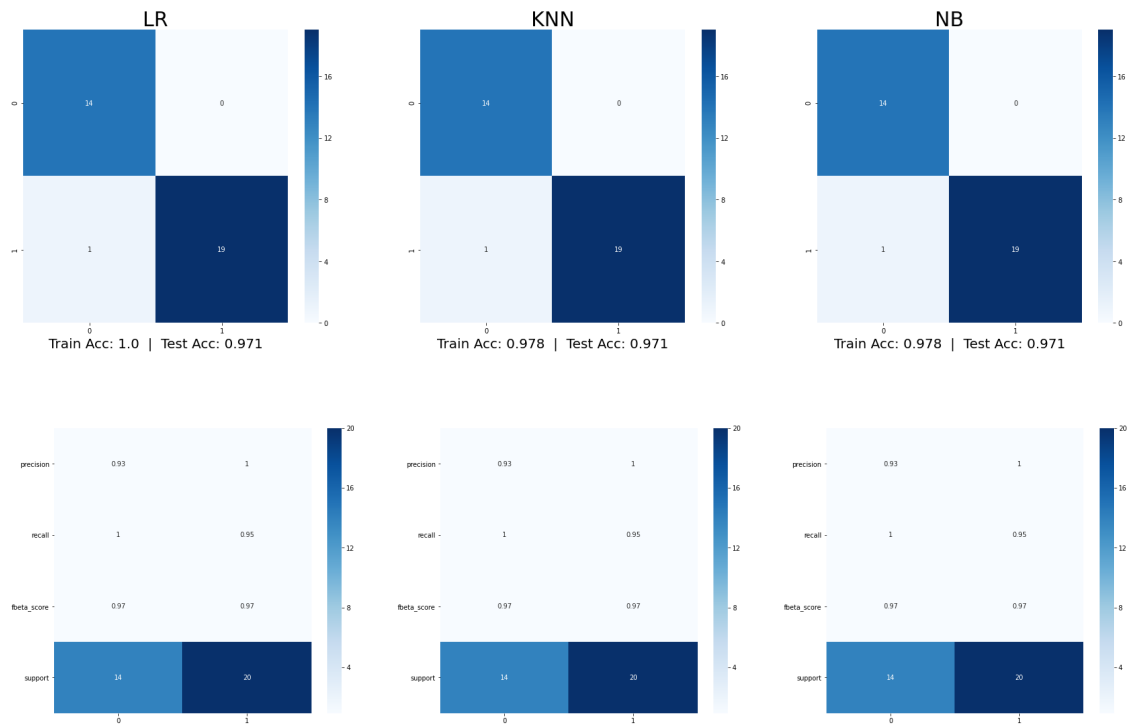 LR
KNN
NB
0 14 0 16
1 1 19 12
8
4
0
0 1
0 14 0 16
1 1 19 12
8
4
0
0 1
0 14 0 16
1 1 19 12
8
4
0
0 1
Train Acc: 1.0 | Test Acc: 0.971
Train Acc: 0.978 | Test Acc: 0.971
Train Acc: 0.978 | Test Acc: 0.971
20
precision 0.93 1
16
recall 1 0.95
12
8
fbeta_score 0.97 0.97
4
support 14 20
0 1
20
precision 0.93 1
16
recall 1 0.95
12
8
fbeta_score 0.97 0.97
4
support 14 20
0 1
20
precision 0.93 1
16
recall 1 0.95
12
8
fbeta_score 0.97 0.97
4
support 14 20
0 1